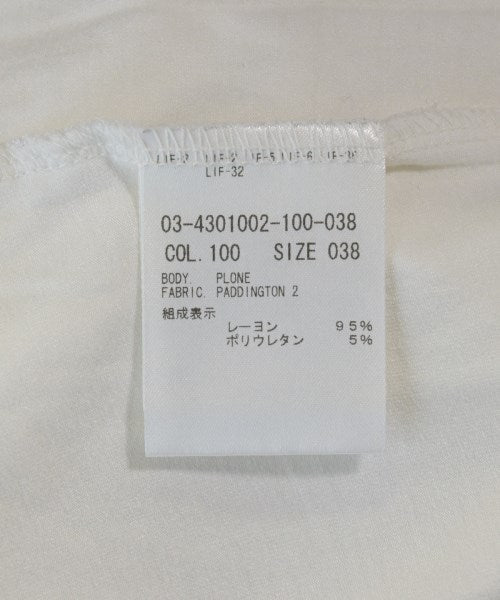 LIF-32
03-4301002-100-038
COL.100 SIZE 038
BODY. PLONE
FABRIC. PADDINGTON 2
組成表示
レーヨン 95%
ポリウレタン 5%